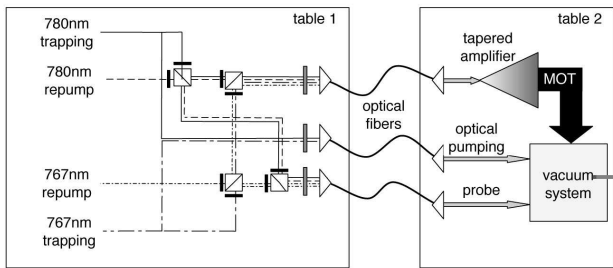 table 1
780nm
trapping
780nm
repump
767nm
repump
767nm
trapping
optical
fibers
table 2
tapered
amplifier
MOT
optical
pumping
probe
vacuum
system